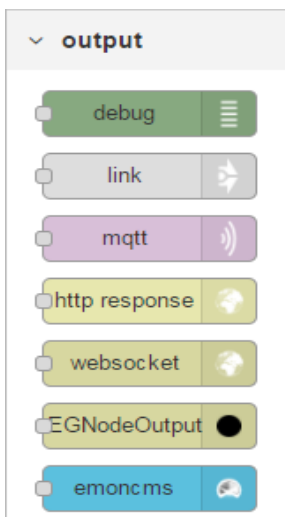 output
debug
link
mqtt
http response
websocket
EGNodeOutput
emoncms